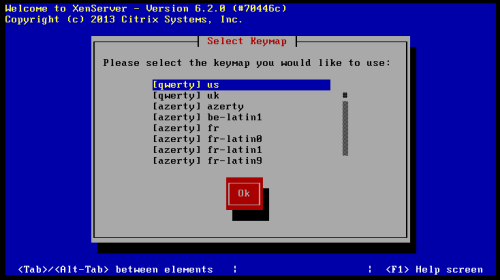 Welcome to XenServer - Version 6.2.0 (#70446c)
Copyright (c) 2013 Citrix Systems, Inc.
Select Keymap
Please select the keymap you would like to use:
[qwerty] us
[qwerty] uk
[azerty] azerty
[azerty] be-latin1
[azerty] fr
[azerty] fr-latin0
[azerty] fr-latin1
[azerty] fr-latin9
Ok
<Tab>/<Alt-Tab> between elements | | <F1> Help screen